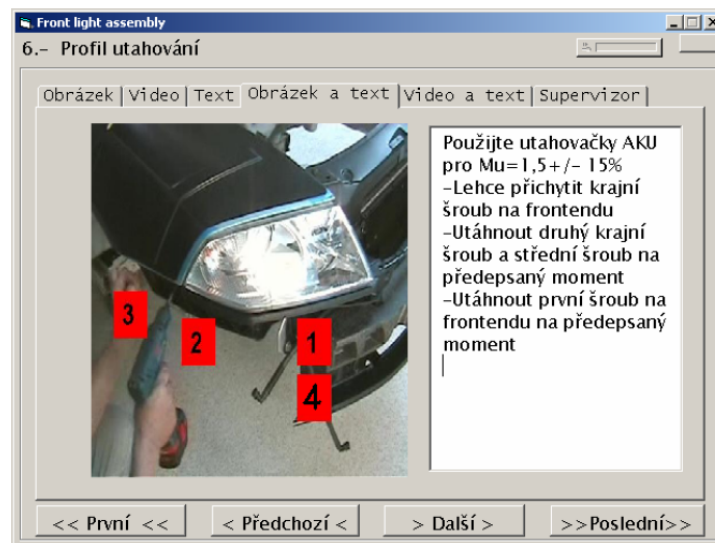 Front light assembly
6.– Profil utahování
Obrázek Video Text Obrázek a text Video a text Supervizor
Použijte utahovačky AKU
pro Mu=1,5+/- 15%
–Lehce přichytit krajní
šroub na frontendu
–Utáhnout druhý krajní
šroub a střední šroub na
předepsaný moment
–Utáhnout první šroub na
frontendu na předepsaný
moment
3
2
1
4
<< První << < Předchozí < > Další > >>Poslední>>